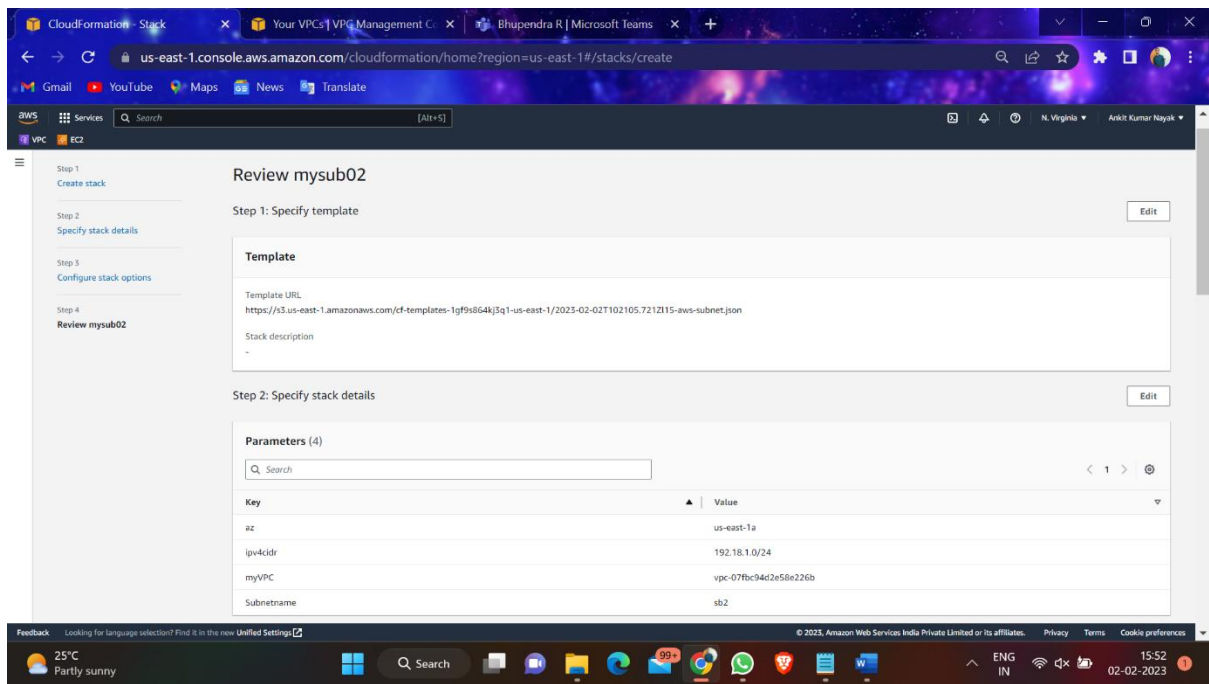 CloudFormation - Stack
Your VPCs | VPC Management Co
Bhupendra R | Microsoft Teams
us-east-1.console.aws.amazon.com/cloudformation/home?region=us-east-1#/stacks/create
Gmail YouTube Maps News Translate
aws Services Search [Alt+S] N. Virginia Ankit Kumar Nayak
VPC EC2
Step 1
Create stack
Step 2
Specify stack details
Step 3
Configure stack options
Step 4
Review mysub02
Review mysub02
Step 1: Specify template
Edit
Template
Template URL
https://s3.us-east-1.amazonaws.com/cf-templates-1gf9s864kj3q1-us-east-1/2023-02-02T102105.721ZI15-aws-subnet.json
Stack description
-
Step 2: Specify stack details
Edit
Parameters (4)
Search
1
Key Value
az us-east-1a
ipv4cidr 192.18.1.0/24
myVPC vpc-07fbc94d2e58e226b
Subnetname sb2
Feedback Looking for language selection? Find it in the new Unified Settings © 2023, Amazon Web Services India Private Limited or its affiliates. Privacy Terms Cookie preferences
25°C
Partly sunny
Search
99+
ENG
IN
15:52
02-02-2023
1